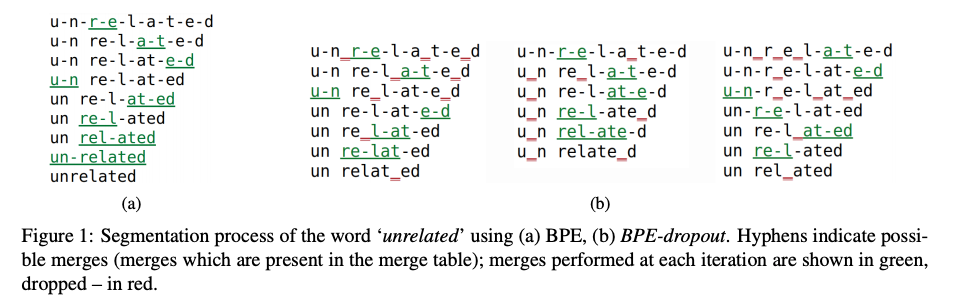 u-n-r-e-l-a-t-e-d
u-n re-l-a-t-e-d
u-n re-l-at-e-d
u-n re-l-at-ed
un re-l-at-ed
un re-l-ated
un rel-ated
un-related
unrelated
(a)
u-n_r-e-l-a_t-e_d
u-n re-l_a-t-e_d
u-n re_l-at-e_d
un re-l-at-e-d
un re_l-at-ed
un re-lat-ed
un relat_ed
u-n-r-e-l-a_t-e-d
u_n re_l-a-t-e-d
u_n re-l-at-e-d
u_n re-l-ate_d
u_n rel-ate-d
u_n relate_d
u-n_r_e_l-a-t-e-d
u-n-r_e-l-at-e-d
u-n-r_e-l_at_ed
un-r-e-l-at-ed
un re-l_at-ed
un re-l-ated
un rel_ated
(b)
Figure 1: Segmentation process of the word ‘unrelated’ using (a) BPE, (b) BPE-dropout. Hyphens indicate possi-
ble merges (merges which are present in the merge table); merges performed at each iteration are shown in green,
dropped – in red.